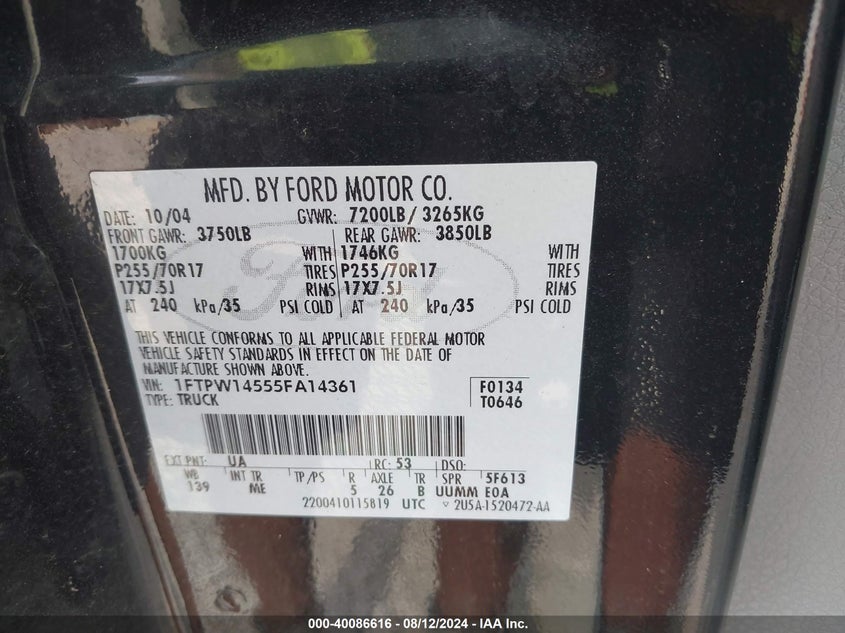 MFD. BY FORD MOTOR CO.
DATE: 10/04 GVWR: 7200LB/ 3265KG
FRONT GAWR: 3750LB REAR GAWR: 3850LB
1700KG WITH 1746KG WITH
P255/70R17 TIRES P255/70R17 TIRES
17X7.5J RIMS 17X7.5J RIMS
AT 240 kPa/35 PSI COLD AT 240 kPa/35 PSI COLD
Ford
THIS VEHICLE CONFORMS TO ALL APPLICABLE FEDERAL MOTOR
VEHICLE SAFETY STANDARDS IN EFFECT ON THE DATE OF
MANUFACTURE SHOWN ABOVE.
VIN: 1FTPW14555FA14361 F0134
TYPE: TRUCK T0646
EXT PNT: UA RC: 53 DSO:
WB INT TR TP/PS R AXLE TR SPR 5F613
139 ME 5 26 B UUMM E0A
2200410115819 UTC 2U5A-1520472-AA
000-40086616 - 08/12/2024 - IAA Inc.